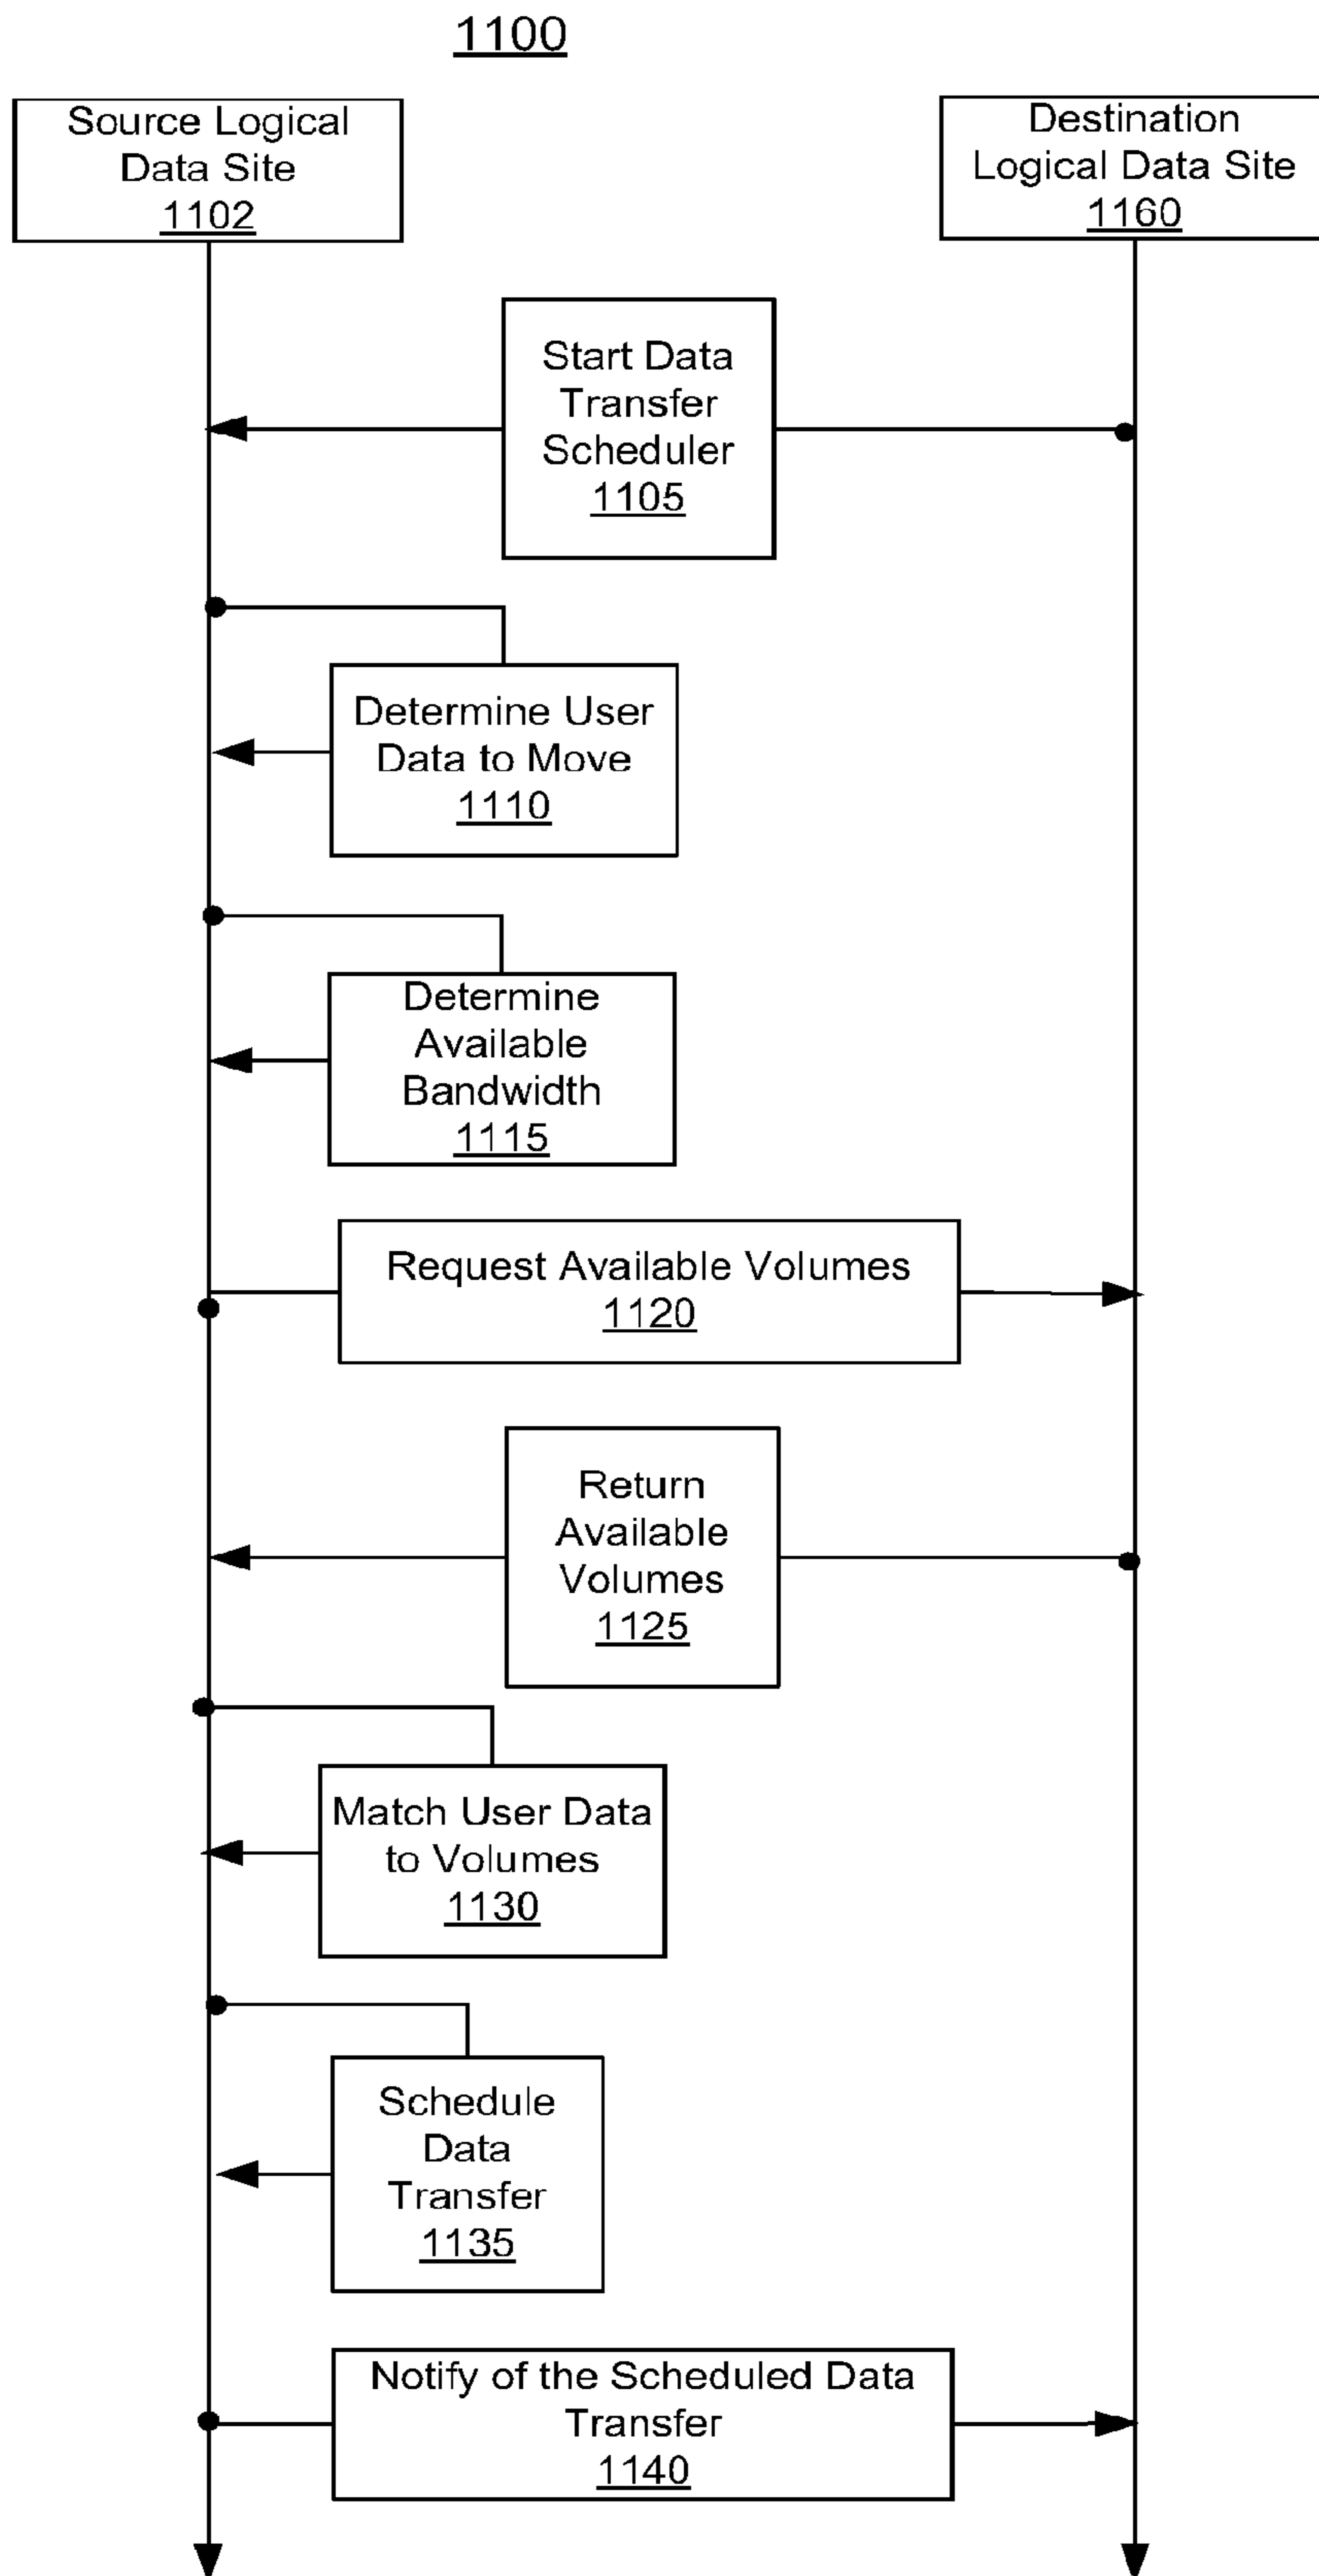 1100
Source Logical
Data Site
1102
Destination
Logical Data Site
1160
Start Data
Transfer
Scheduler
1105
Determine User
Data to Move
1110
Determine
Available
Bandwidth
1115
Request Available Volumes
1120
Return
Available
Volumes
1125
Match User Data
to Volumes
1130
Schedule
Data
Transfer
1135
Notify of the Scheduled Data
Transfer
1140